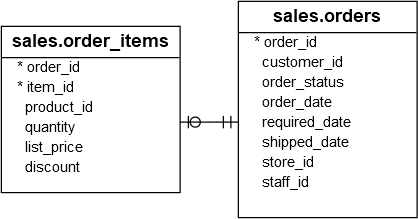 sales.order_items
* order_id
* item_id
product_id
quantity
list_price
discount
sales.orders
* order_id
customer_id
order_status
order_date
required_date
shipped_date
store_id
staff_id